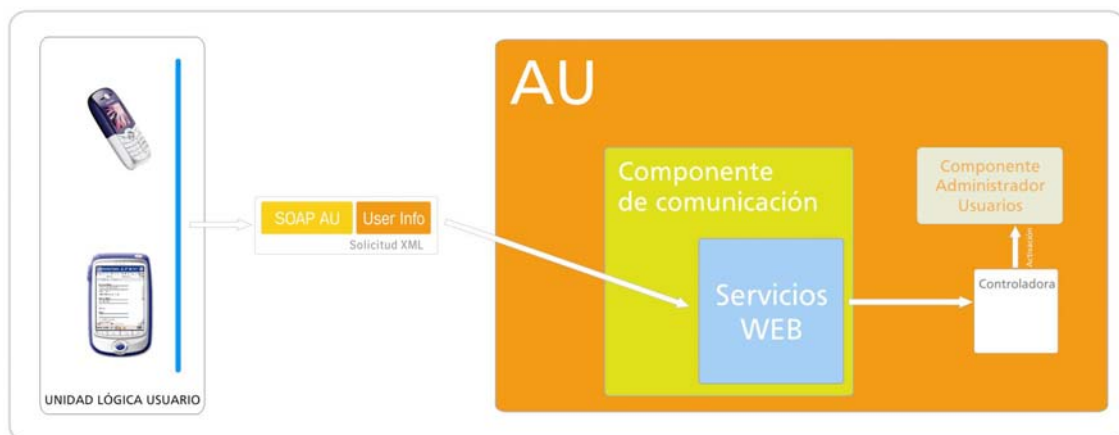 UNIDAD LÓGICA USUARIO
SOAP AU
User Info
Solicitud XML
AU
Componente
de comunicación
Servicios
WEB
Componente
Administrador
Usuarios
Activación
Controladora